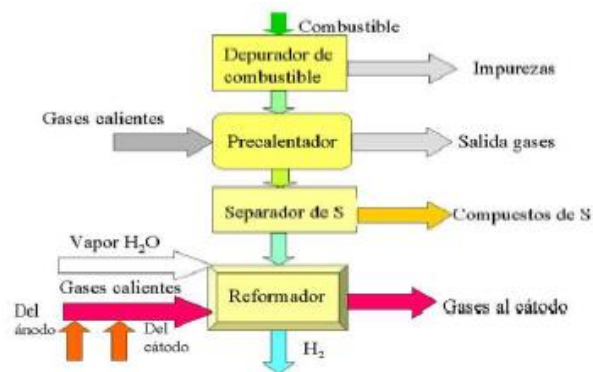 Combustible
Depurador de
combustible
Impurezas
Gases calientes
Precalentador
Salida gases
Separador de S
Compuestos de S
Vapor H₂O
Gases calientes
Reformador
Gases al cátodo
Del
ánodo
Del
cátodo
H₂